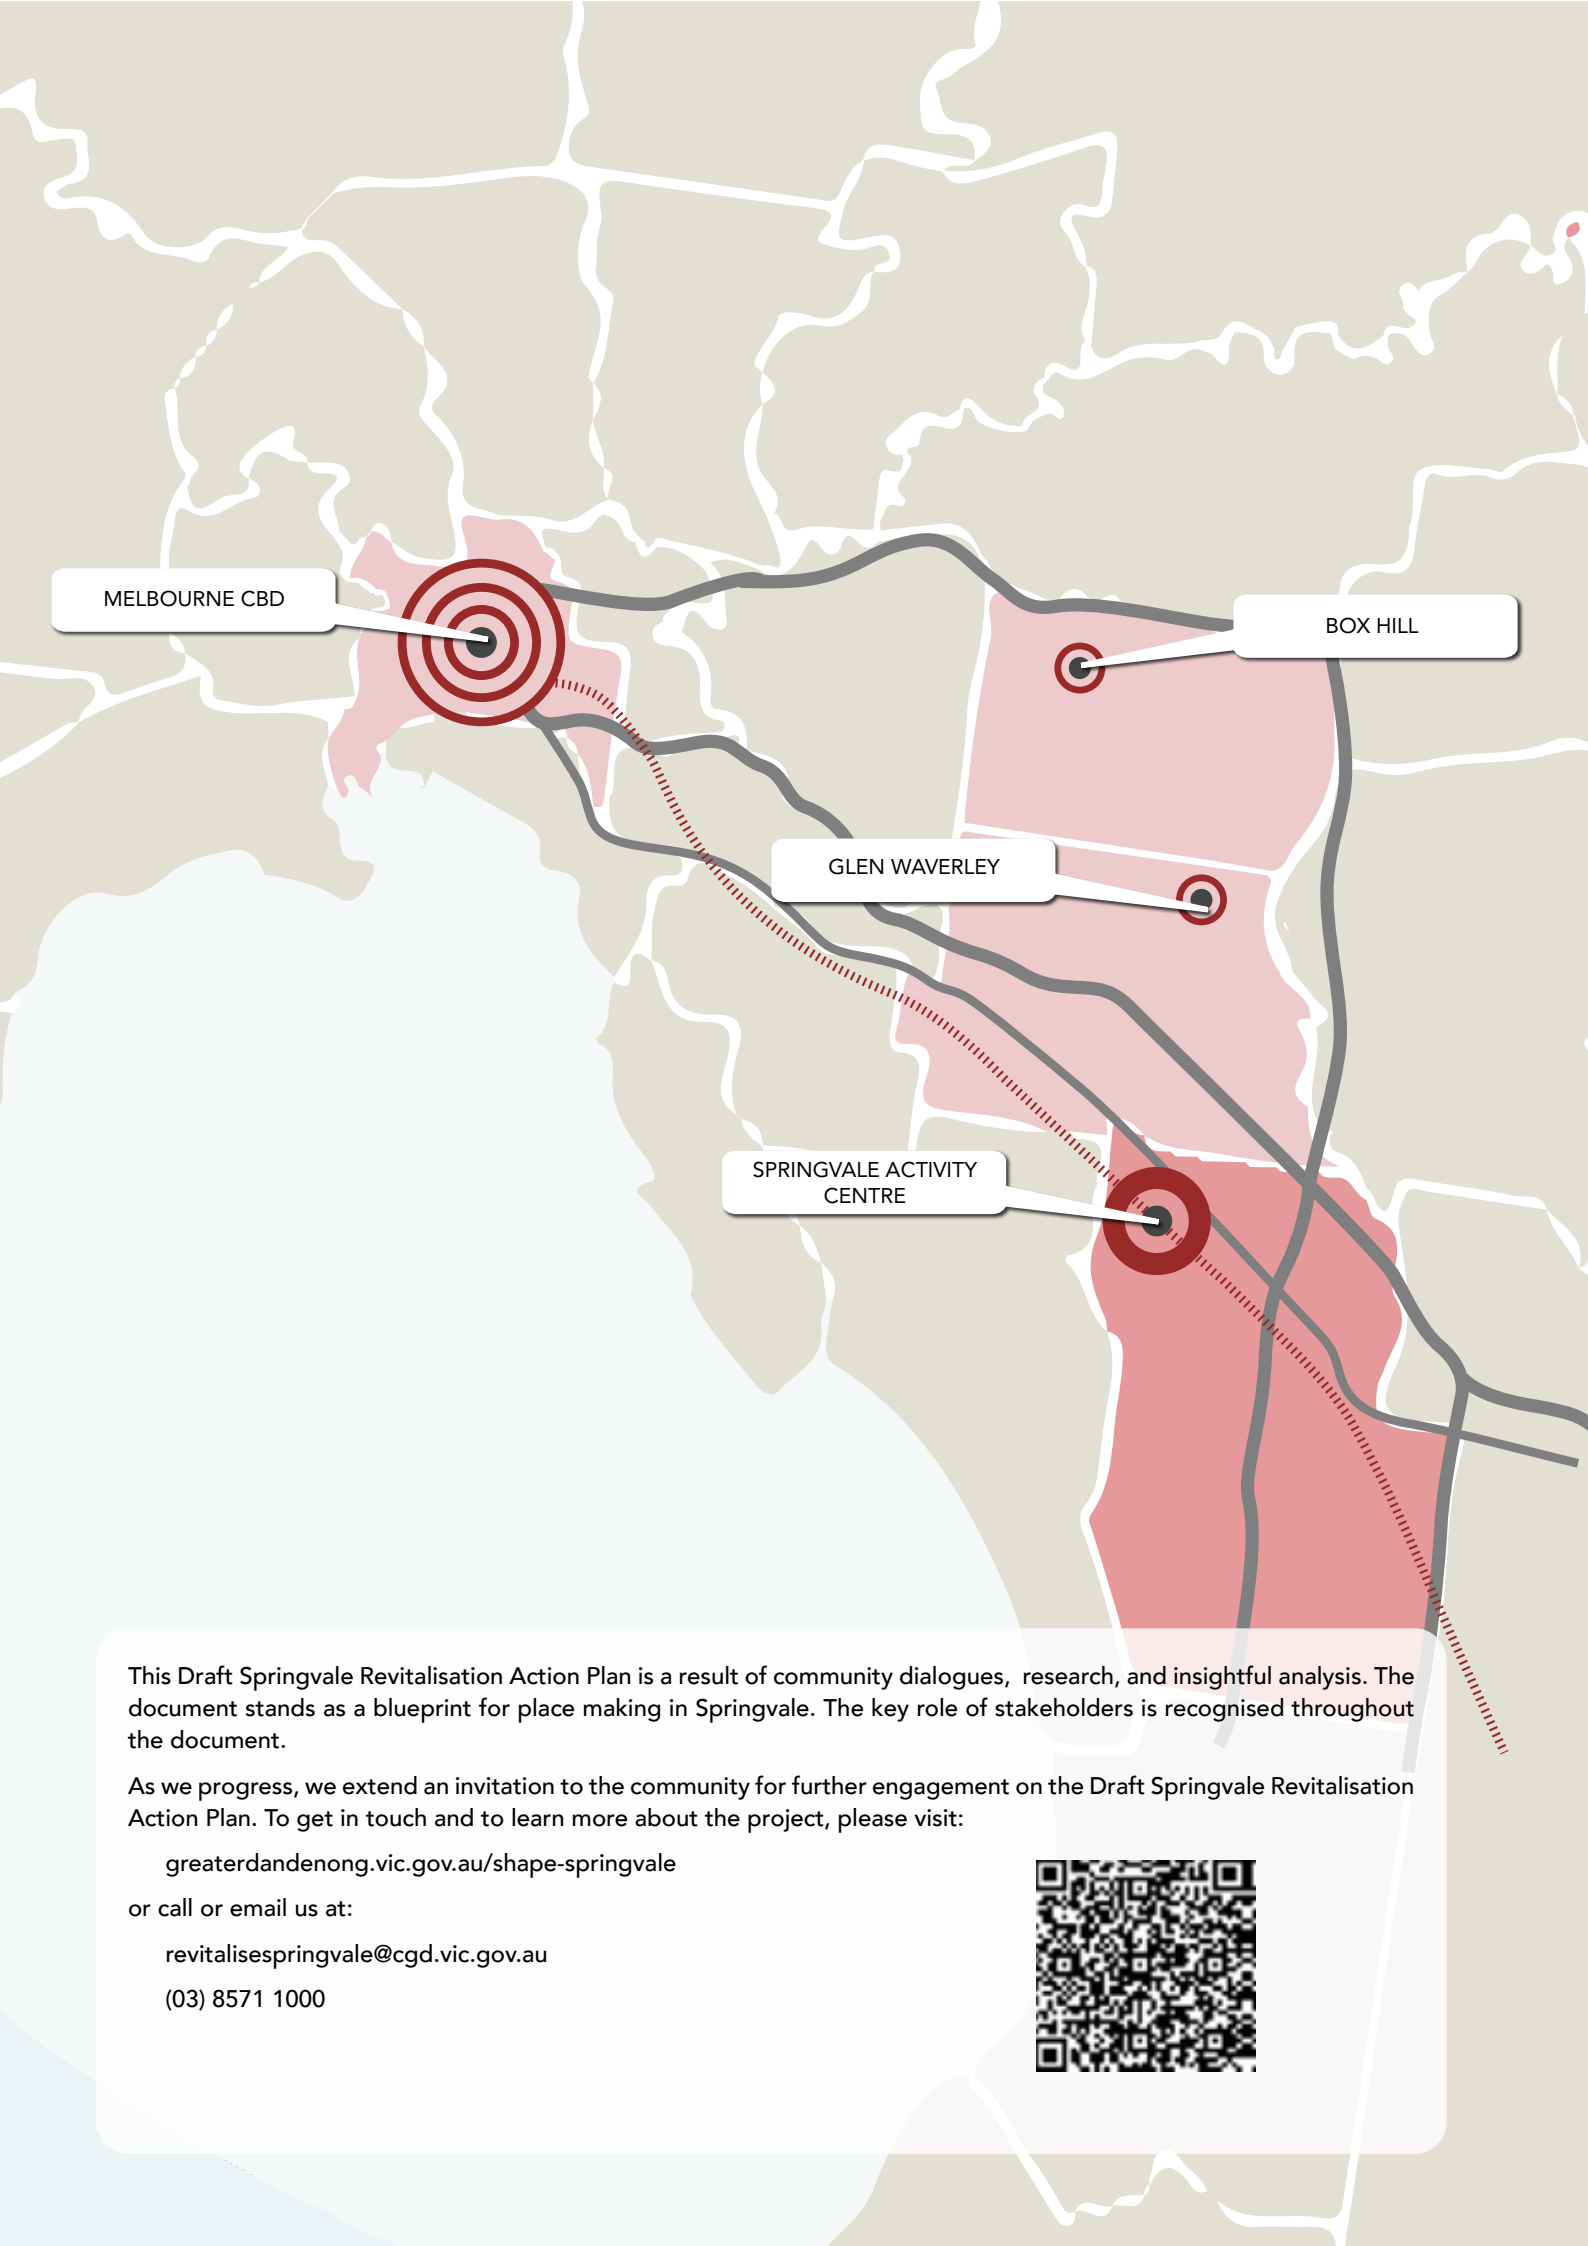 MELBOURNE CBD
BOX HILL
GLEN WAVERLEY
SPRINGVALE ACTIVITY
CENTRE
This Draft Springvale Revitalisation Action Plan is a result of community dialogues, research, and insightful analysis. The
document stands as a blueprint for place making in Springvale. The key role of stakeholders is recognised throughout
the document.
As we progress, we extend an invitation to the community for further engagement on the Draft Springvale Revitalisation
Action Plan. To get in touch and to learn more about the project, please visit:
greaterdandenong.vic.gov.au/shape-springvale
or call or email us at:
revitalisespringvale@cgd.vic.gov.au
(03) 8571 1000